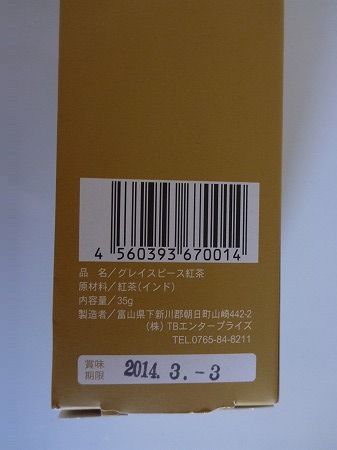 4 560393 670014
品　名／グレイスピース紅茶
原材料／紅茶（インド）
内容量／35g
製造者／富山県下新川郡朝日町山崎442-2
（株）TBエンタープライズ
TEL.0765-84-8211
賞味
期限
2014. 3. -3